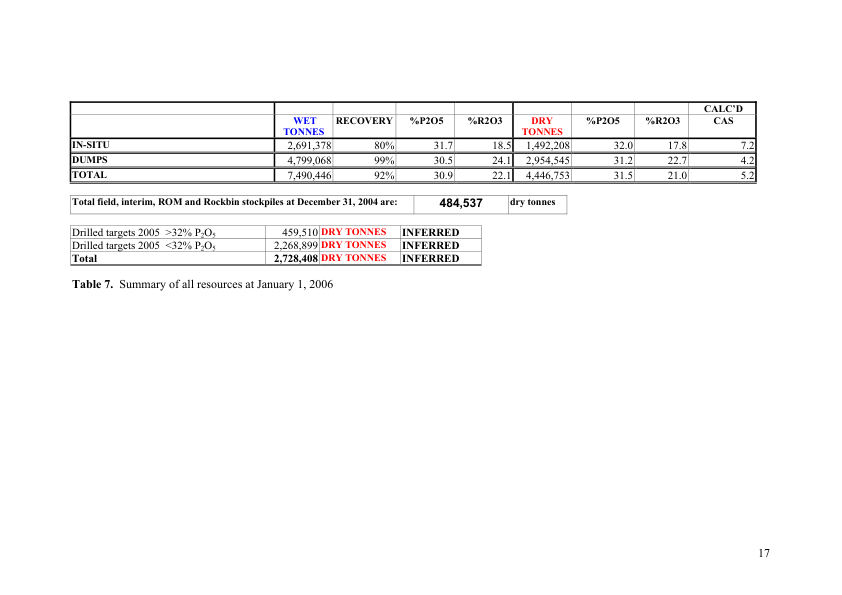 CALC'D
WET TONNES RECOVERY %P2O5 %R2O3 DRY TONNES %P2O5 %R2O3 CAS
IN-SITU 2,691,378 80% 31.7 18.5 1,492,208 32.0 17.8 7.2
DUMPS 4,799,068 99% 30.5 24.1 2,954,545 31.2 22.7 4.2
TOTAL 7,490,446 92% 30.9 22.1 4,446,753 31.5 21.0 5.2
Total field, interim, ROM and Rockbin stockpiles at December 31, 2004 are: 484,537 dry tonnes
Drilled targets 2005 >32% P₂O₅ 459,510 DRY TONNES INFERRED
Drilled targets 2005 <32% P₂O₅ 2,268,899 DRY TONNES INFERRED
Total 2,728,408 DRY TONNES INFERRED
Table 7. Summary of all resources at January 1, 2006
17